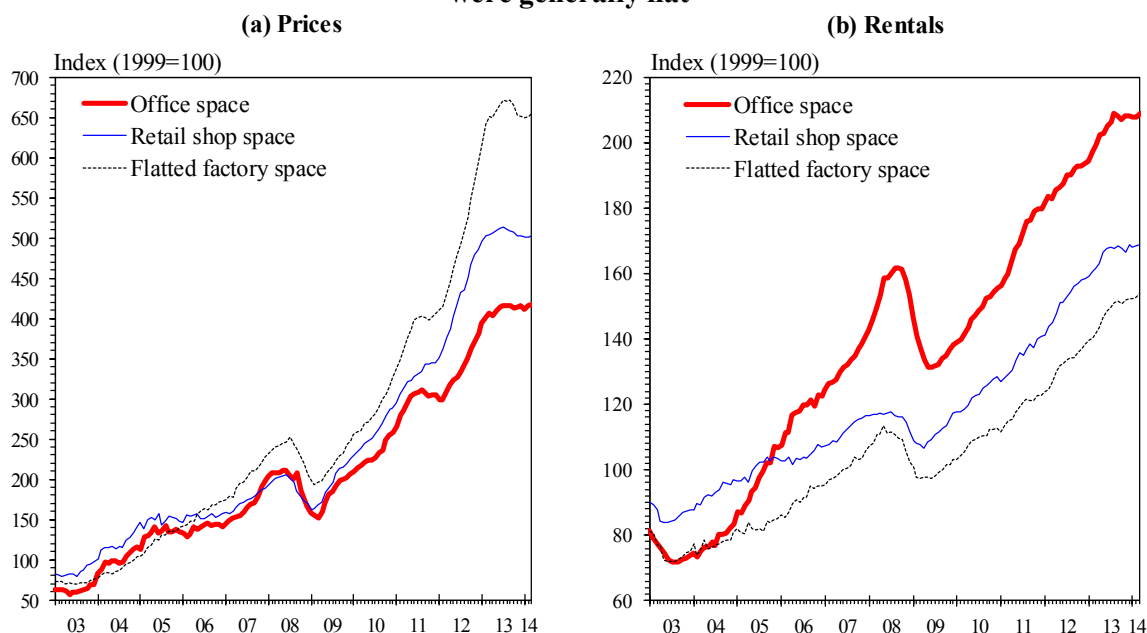 were generally flat
(a) Prices
(b) Rentals
Index (1999=100)
700
650
600
550
500
450
400
350
300
250
200
150
100
50
Office space
Retail shop space
Flatted factory space
03 04 05 06 07 08 09 10 11 12 13 14
Index (1999=100)
220
200
180
160
140
120
100
80
60
Office space
Retail shop space
Flatted factory space
03 04 05 06 07 08 09 10 11 12 13 14